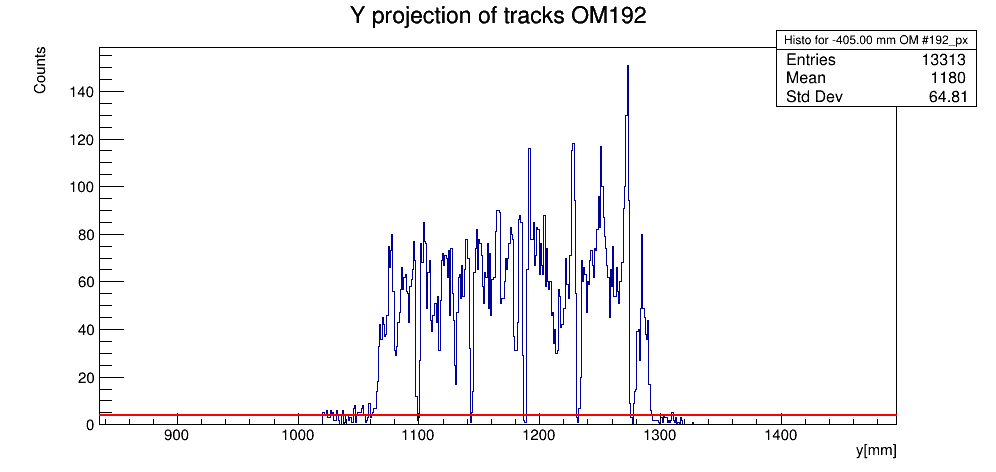 Y projection of tracks OM192
Histo for -405.00 mm OM #192_px
Entries 13313
Mean 1180
Std Dev 64.81
Counts
140
120
100
80
60
40
20
0
900 1000 1100 1200 1300 1400
y[mm]